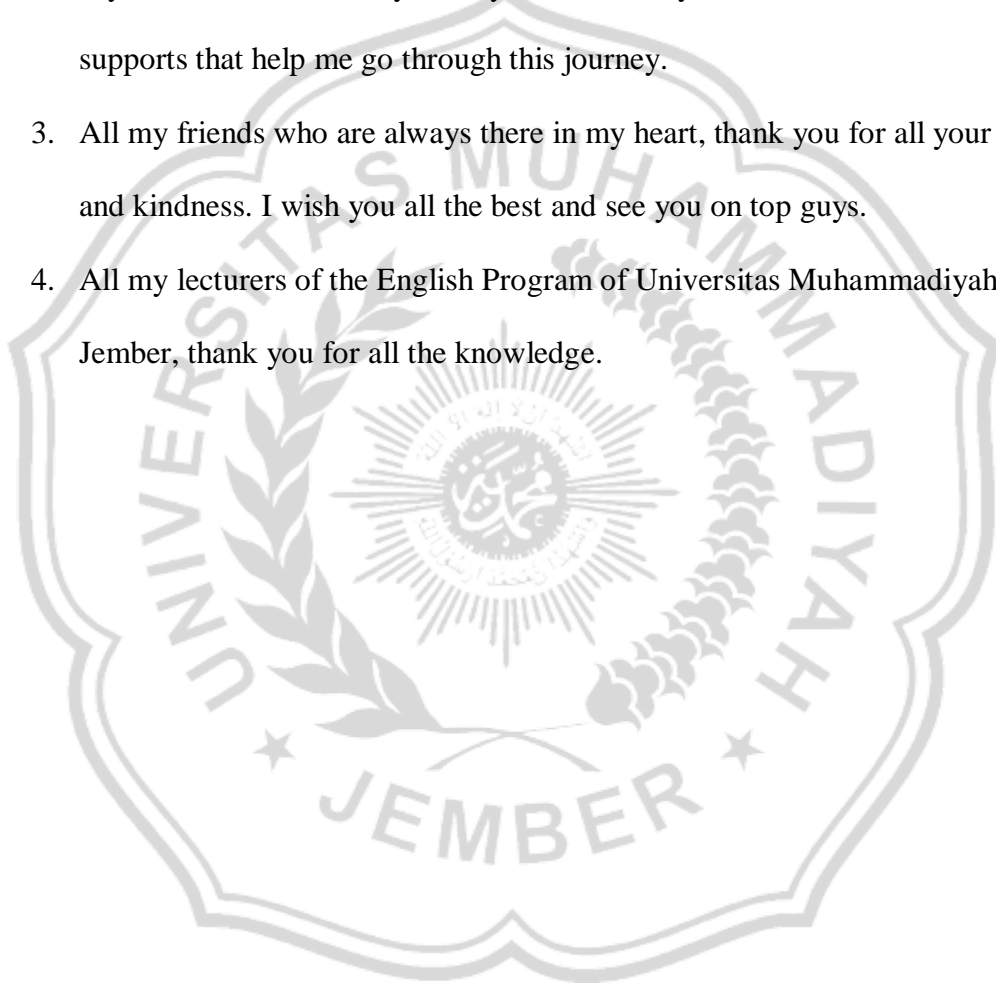 supports that help me go through this journey.
3. All my friends who are always there in my heart, thank you for all your
and kindness. I wish you all the best and see you on top guys.
4. All my lecturers of the English Program of Universitas Muhammadiyah
Jember, thank you for all the knowledge.
UNIVERSITAS MUHAMMADIYAH
JEMBER